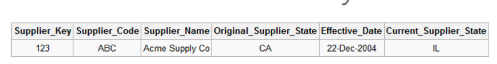 Supplier_Key Supplier_Code Supplier_Name Original_Supplier_State Effective_Date Current_Supplier_State
123 ABC Acme Supply Co CA 22-Dec-2004 IL